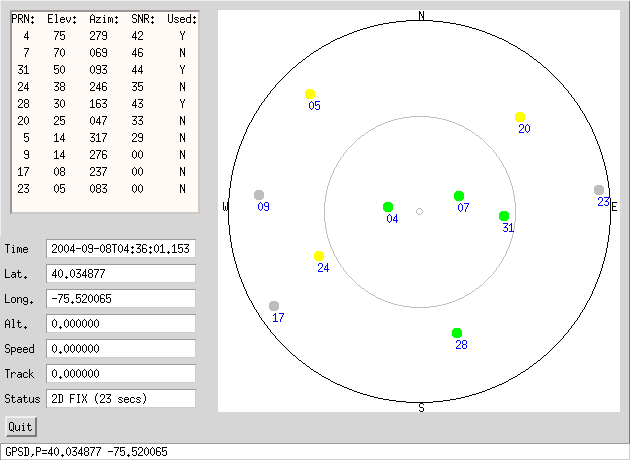 PRN: Elev: Azim: SNR: Used:
4 75 279 42 Y
7 70 069 46 N
31 50 093 44 Y
24 38 246 35 N
28 30 163 43 Y
20 25 047 33 N
5 14 317 29 N
9 14 276 00 N
17 08 237 00 N
23 05 083 00 N
N
05
20
W
09
04
07
31
23
E
24
17
28
S
Time 2004-09-08T04:36:01.153
Lat. 40.034877
Long. -75.520065
Alt. 0.000000
Speed 0.000000
Track 0.000000
Status 2D FIX (23 secs)
Quit
GPSD,P=40.034877 -75.520065